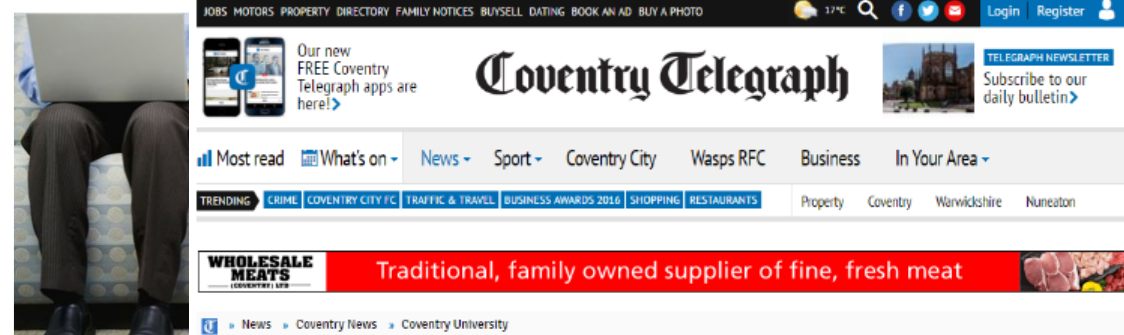 JOBS MOTORS PROPERTY DIRECTORY FAMILY NOTICES BUYSELL DATING BOOK AN AD BUY A PHOTO 17°C Login Register
Our new
FREE Coventry
Telegraph apps are
here!
Coventry Telegraph
TELEGRAPH NEWSLETTER
Subscribe to our
daily bulletin
Most read What's on News Sport Coventry City Wasps RFC Business In Your Area
TRENDING CRIME COVENTRY CITY FC TRAFFIC & TRAVEL BUSINESS AWARDS 2016 SHOPPING RESTAURANTS Property Coventry Warwickshire Nuneaton
WHOLESALE
MEATS
(COVENTRY) LTD
Traditional, family owned supplier of fine, fresh meat
» News » Coventry News » Coventry University